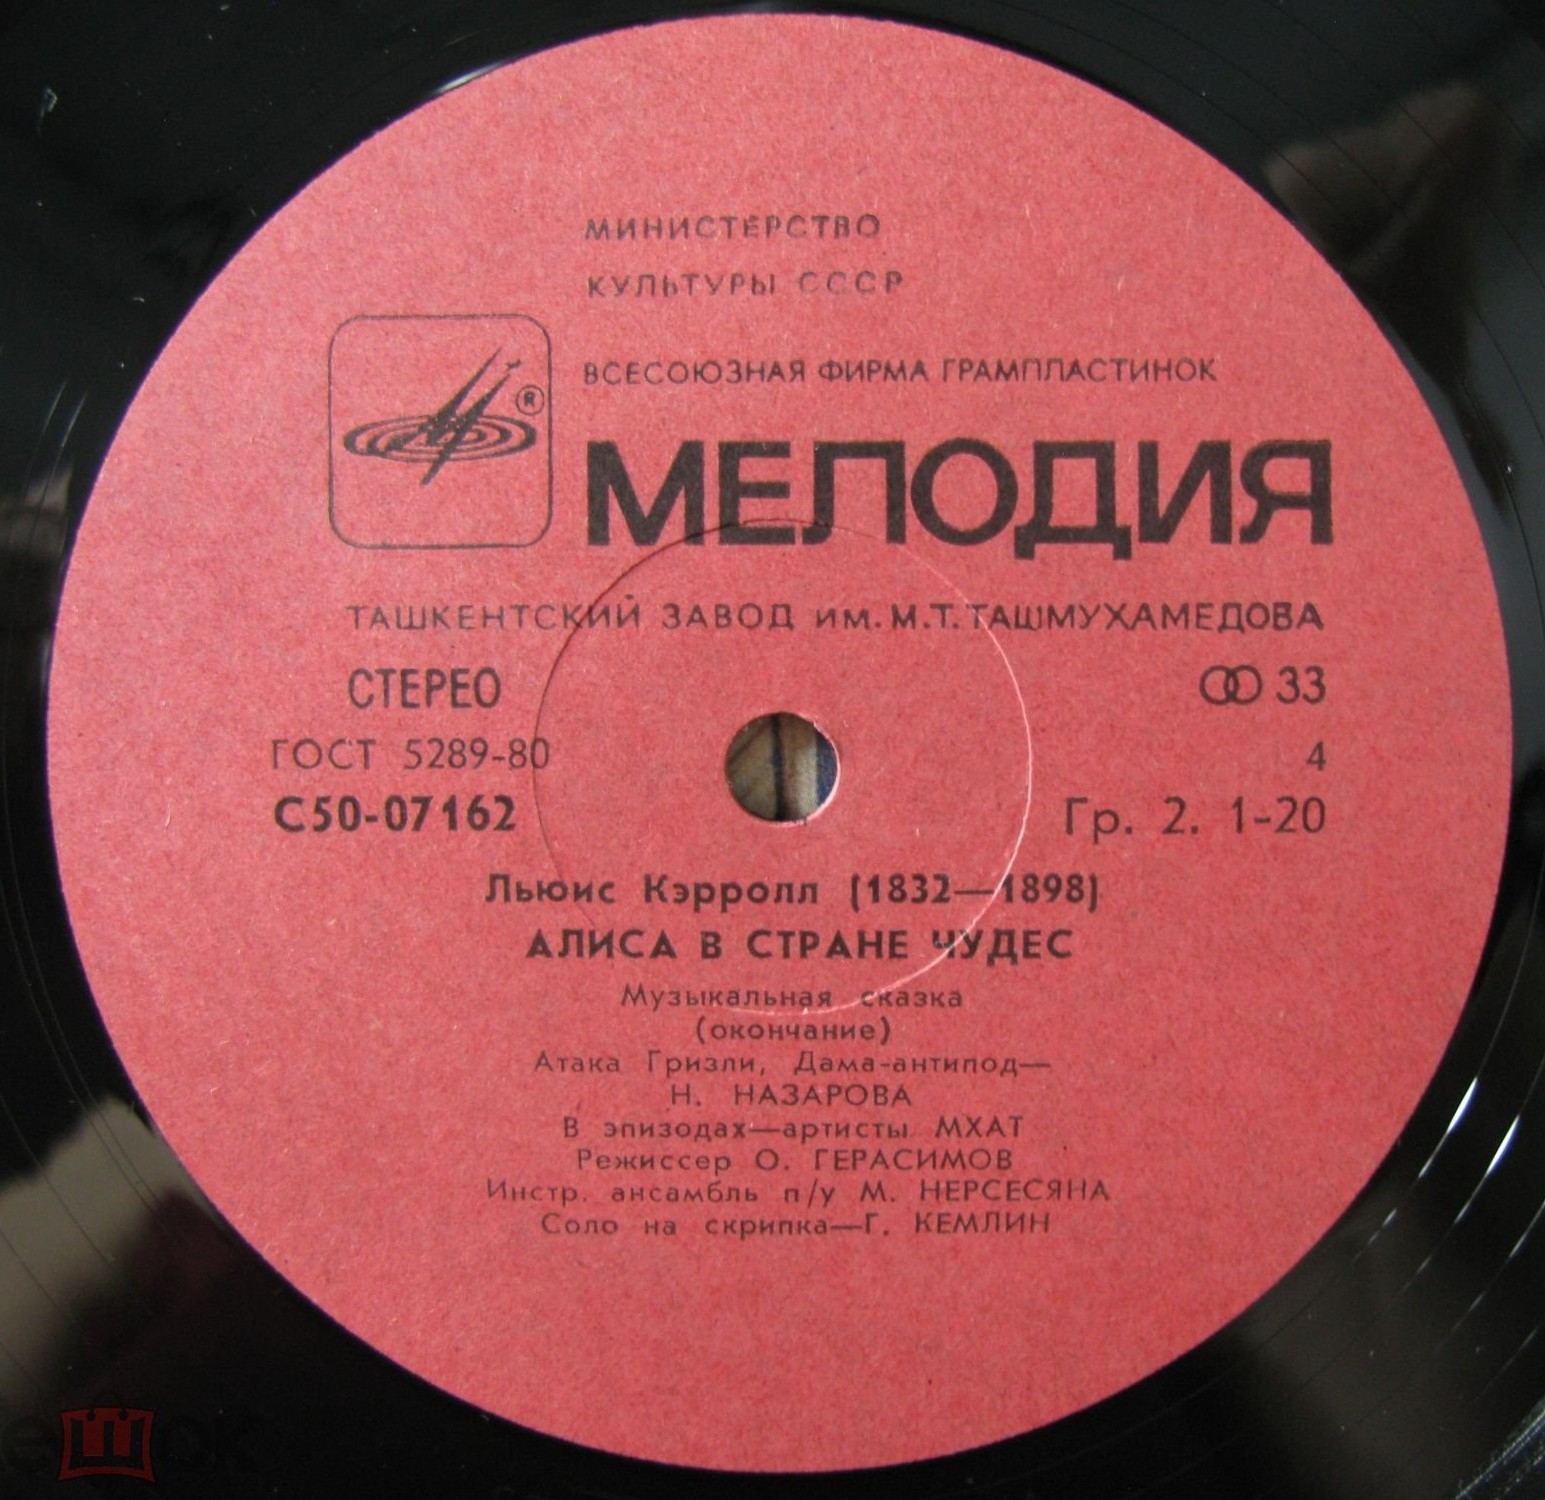 МИНИСТЕРСТВО
КУЛЬТУРЫ СССР
ВСЕСОЮЗНАЯ ФИРМА ГРАМПЛАСТИНОК
®
МЕЛОДИЯ
ТАШКЕНТСКИЙ ЗАВОД ИМ. М.Т. ТАШМУХАМЕДОВА
СТЕРЕО 33
ГОСТ 5289-80 4
С50-07162 Гр. 2. 1-20
Льюис Кэрролл (1832—1898)
АЛИСА В СТРАНЕ ЧУДЕС
Музыкальная сказка
(окончание)
Атака Гризли, Дама-антипод—
Н. НАЗАРОВА
В эпизодах—артисты МХАТ
Режиссер О. ГЕРАСИМОВ
Инстр. ансамбль п/у М. НЕРСЕСЯНА
Соло на скрипка—Г. КЕМЛИН